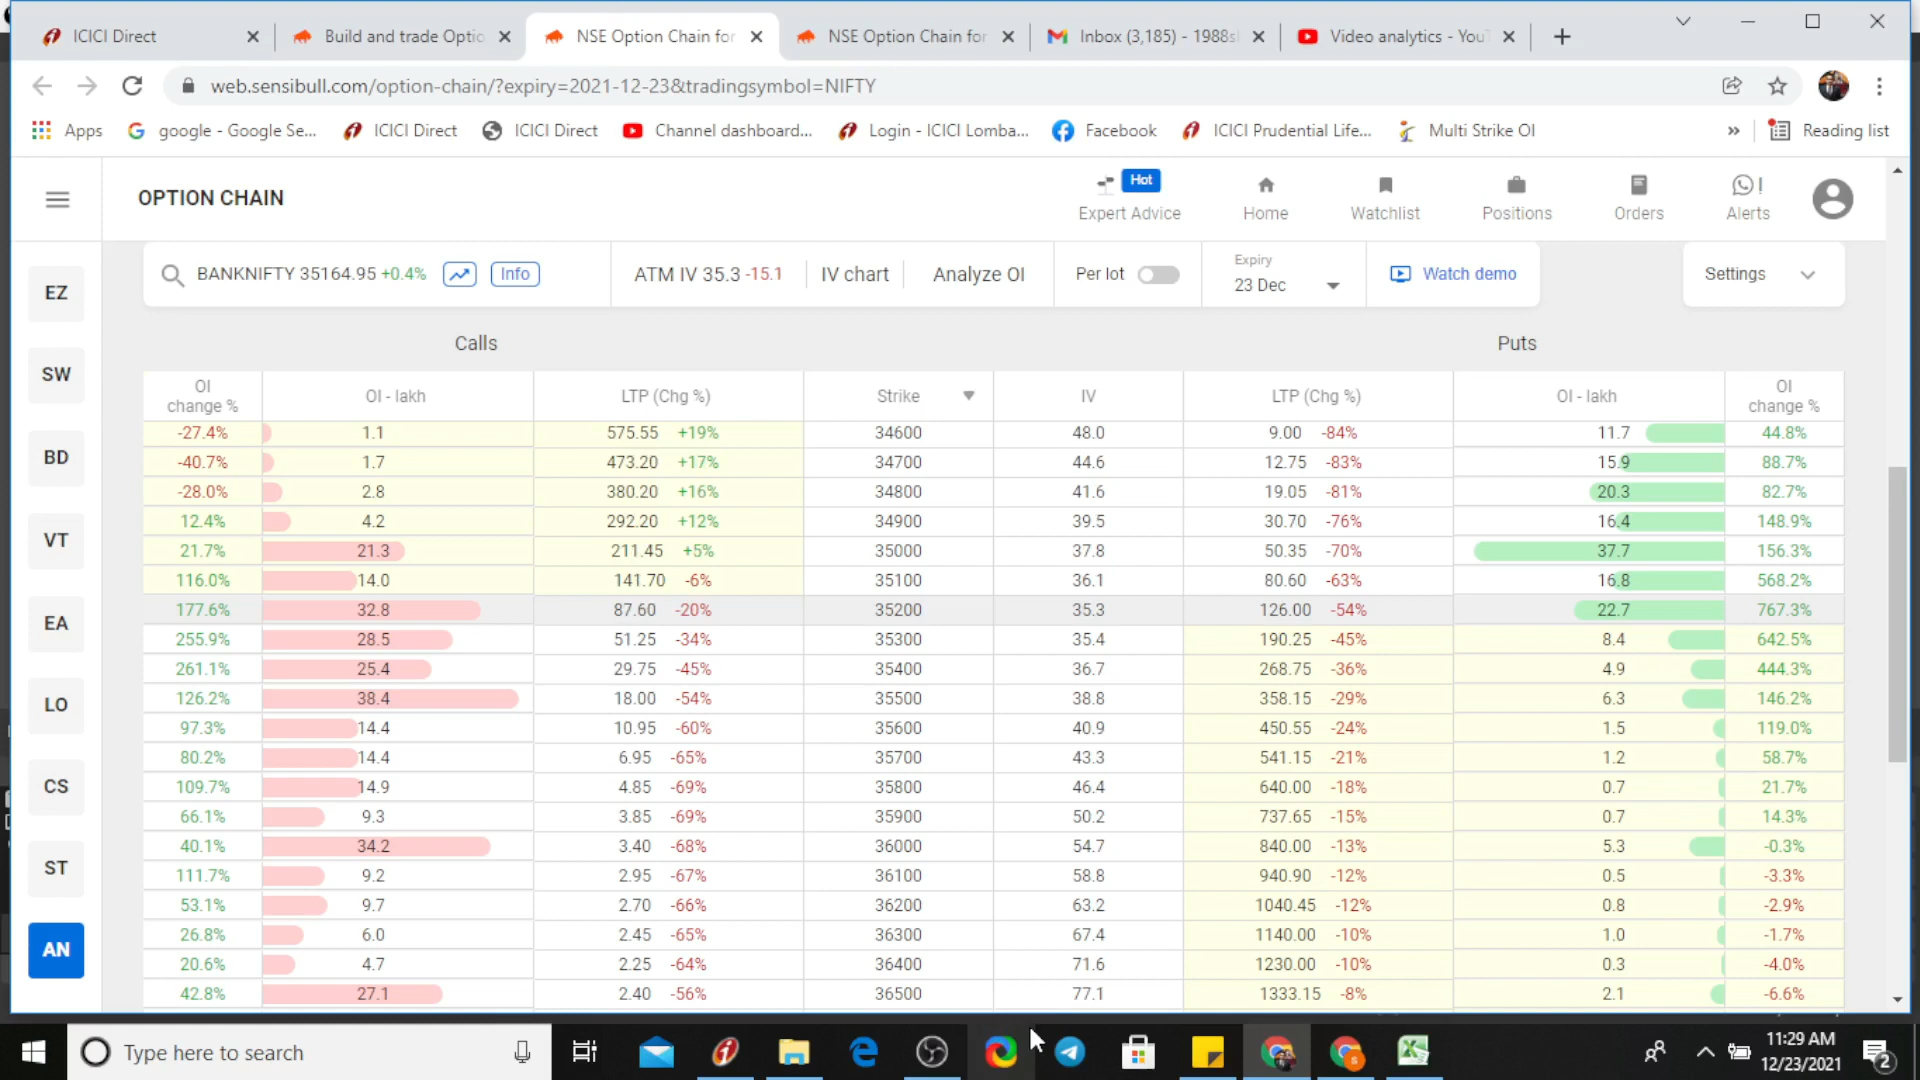 ICICI Direct
Build and trade Optio
NSE Option Chain for
NSE Option Chain for
Inbox (3,185) - 1988s
Video analytics - You
web.sensibull.com/option-chain/?expiry=2021-12-23&tradingsymbol=NIFTY
Apps google - Google Se... ICICI Direct ICICI Direct Channel dashboard... Login - ICICI Lomba... Facebook ICICI Prudential Life... Multi Strike OI » Reading list
OPTION CHAIN
Hot
Expert Advice Home Watchlist Positions Orders Alerts
BANKNIFTY 35164.95 +0.4% Info ATM IV 35.3 -15.1 IV chart Analyze OI Per lot Expiry 23 Dec Watch demo Settings
EZ
SW
BD
VT
EA
LO
CS
ST
AN
Calls Puts
OI change % OI - lakh LTP (Chg %) Strike IV LTP (Chg %) OI - lakh OI change %
-27.4% 1.1 575.55 +19% 34600 48.0 9.00 -84% 11.7 44.8%
-40.7% 1.7 473.20 +17% 34700 44.6 12.75 -83% 15.9 88.7%
-28.0% 2.8 380.20 +16% 34800 41.6 19.05 -81% 20.3 82.7%
12.4% 4.2 292.20 +12% 34900 39.5 30.70 -76% 16.4 148.9%
21.7% 21.3 211.45 +5% 35000 37.8 50.35 -70% 37.7 156.3%
116.0% 14.0 141.70 -6% 35100 36.1 80.60 -63% 16.8 568.2%
177.6% 32.8 87.60 -20% 35200 35.3 126.00 -54% 22.7 767.3%
255.9% 28.5 51.25 -34% 35300 35.4 190.25 -45% 8.4 642.5%
261.1% 25.4 29.75 -45% 35400 36.7 268.75 -36% 4.9 444.3%
126.2% 38.4 18.00 -54% 35500 38.8 358.15 -29% 6.3 146.2%
97.3% 14.4 10.95 -60% 35600 40.9 450.55 -24% 1.5 119.0%
80.2% 14.4 6.95 -65% 35700 43.3 541.15 -21% 1.2 58.7%
109.7% 14.9 4.85 -69% 35800 46.4 640.00 -18% 0.7 21.7%
66.1% 9.3 3.85 -69% 35900 50.2 737.65 -15% 0.7 14.3%
40.1% 34.2 3.40 -68% 36000 54.7 840.00 -13% 5.3 -0.3%
111.7% 9.2 2.95 -67% 36100 58.8 940.90 -12% 0.5 -3.3%
53.1% 9.7 2.70 -66% 36200 63.2 1040.45 -12% 0.8 -2.9%
26.8% 6.0 2.45 -65% 36300 67.4 1140.00 -10% 1.0 -1.7%
20.6% 4.7 2.25 -64% 36400 71.6 1230.00 -10% 0.3 -4.0%
42.8% 27.1 2.40 -56% 36500 77.1 1333.15 -8% 2.1 -6.6%
Type here to search
11:29 AM
12/23/2021
2